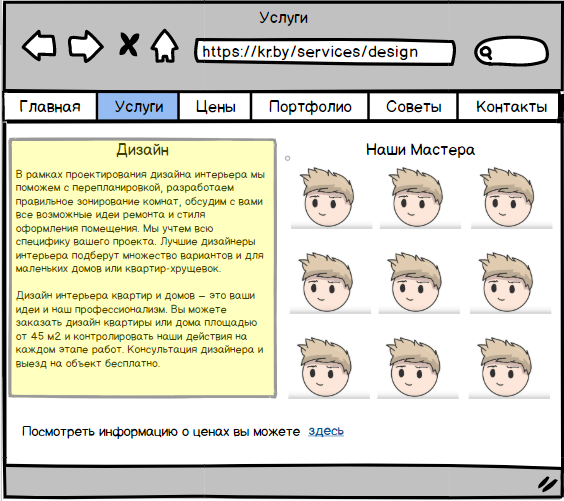 Услуги
https://krby/services/design
Главная Услуги Цены Портфолио Советы Контакты
Дизайн
В рамках проектирования дизайна интерьера мы
поможем с перепланировкой, разработаем
правильное зонирование комнат, обсудим с вами
все возможные идеи ремонта и стиля
оформления помещения. Мы учтем всю
специфику вашего проекта. Лучшие дизайнеры
интерьера подберут множество вариантов и для
маленьких домов или квартир-хрущевок.
Дизайн интерьера квартир и домов – это ваши
идеи и наш профессионализм. Вы можете
заказать дизайн квартиры или дома площадью
от 45 м2 и контролировать наши действия на
каждом этапе работ. Консультация дизайнера и
выезд на объект бесплатно.
Наши Мастера
Посмотреть информацию о ценах вы можете здесь